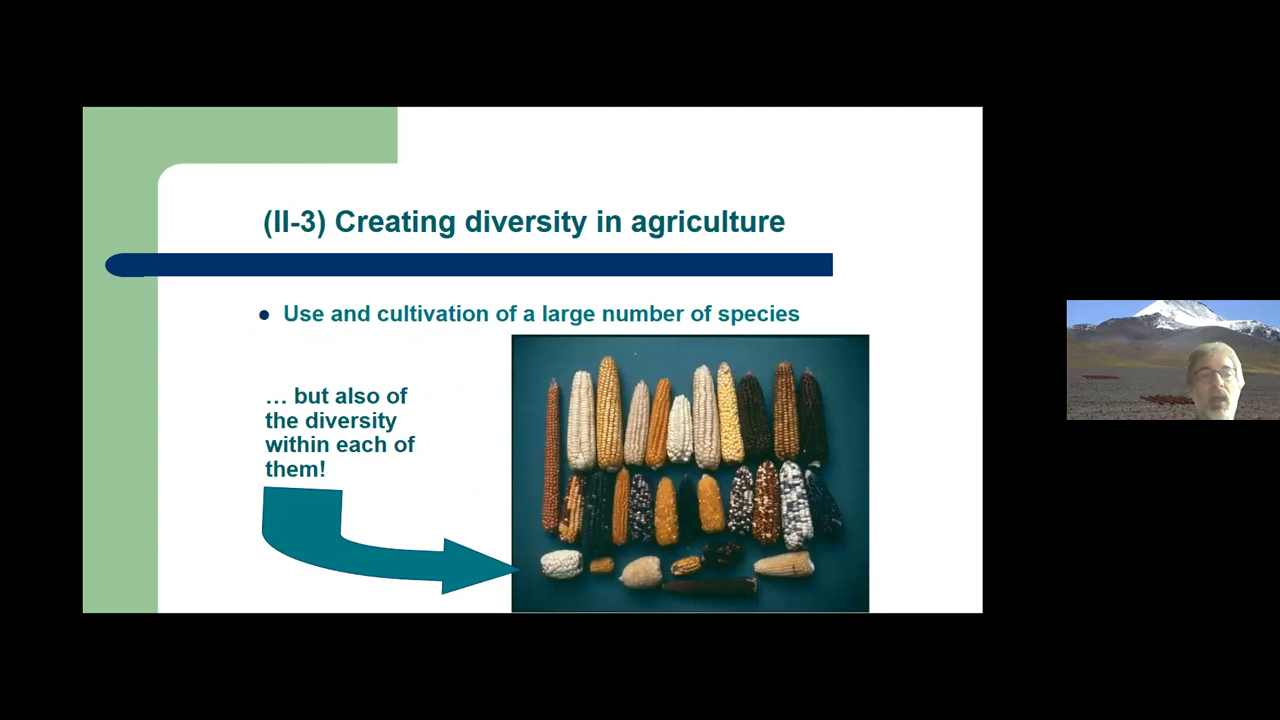 (II-3) Creating diversity in agriculture
Use and cultivation of a large number of species
… but also of
the diversity
within each of
them!